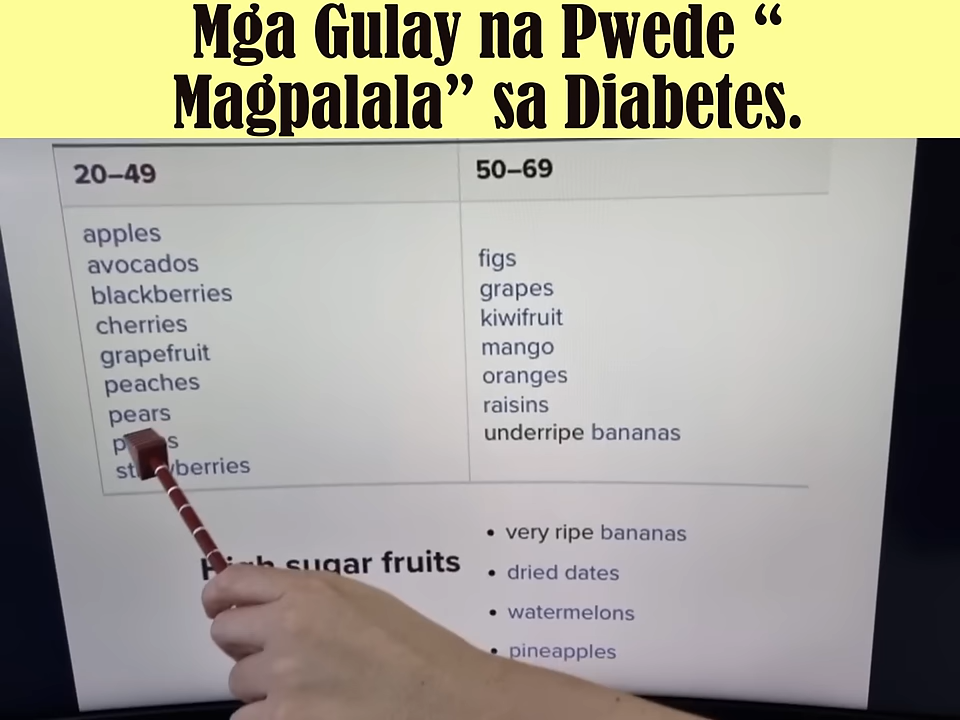 Mga Gulay na Pwede “
Magpalala” sa Diabetes.
20–49
50–69
apples
avocados
blackberries
cherries
grapefruit
peaches
pears
figs
grapes
kiwifruit
mango
oranges
raisins
underripe bananas
sugar fruits
• very ripe bananas
• dried dates
• watermelons
• pineapples